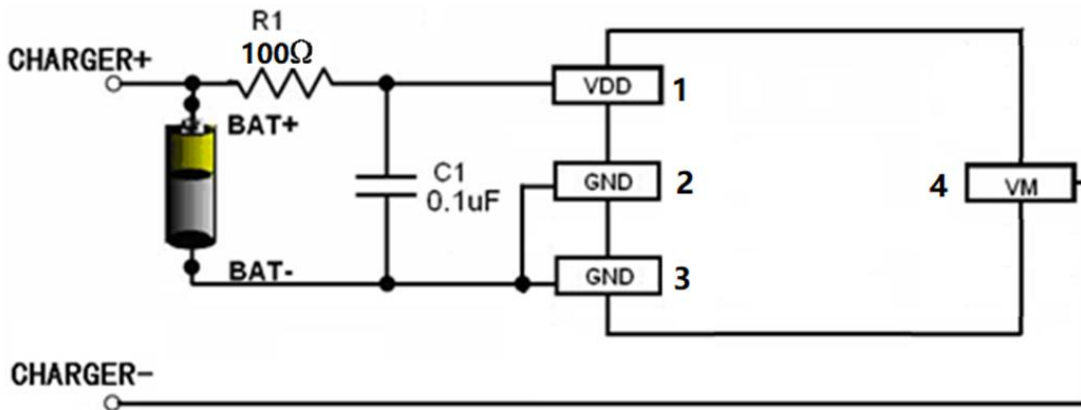 R1
100Ω
CHARGER+
VDD
1
BAT+
C1
0.1uF
GND
2
4
VM
BAT-
GND
3
CHARGER-